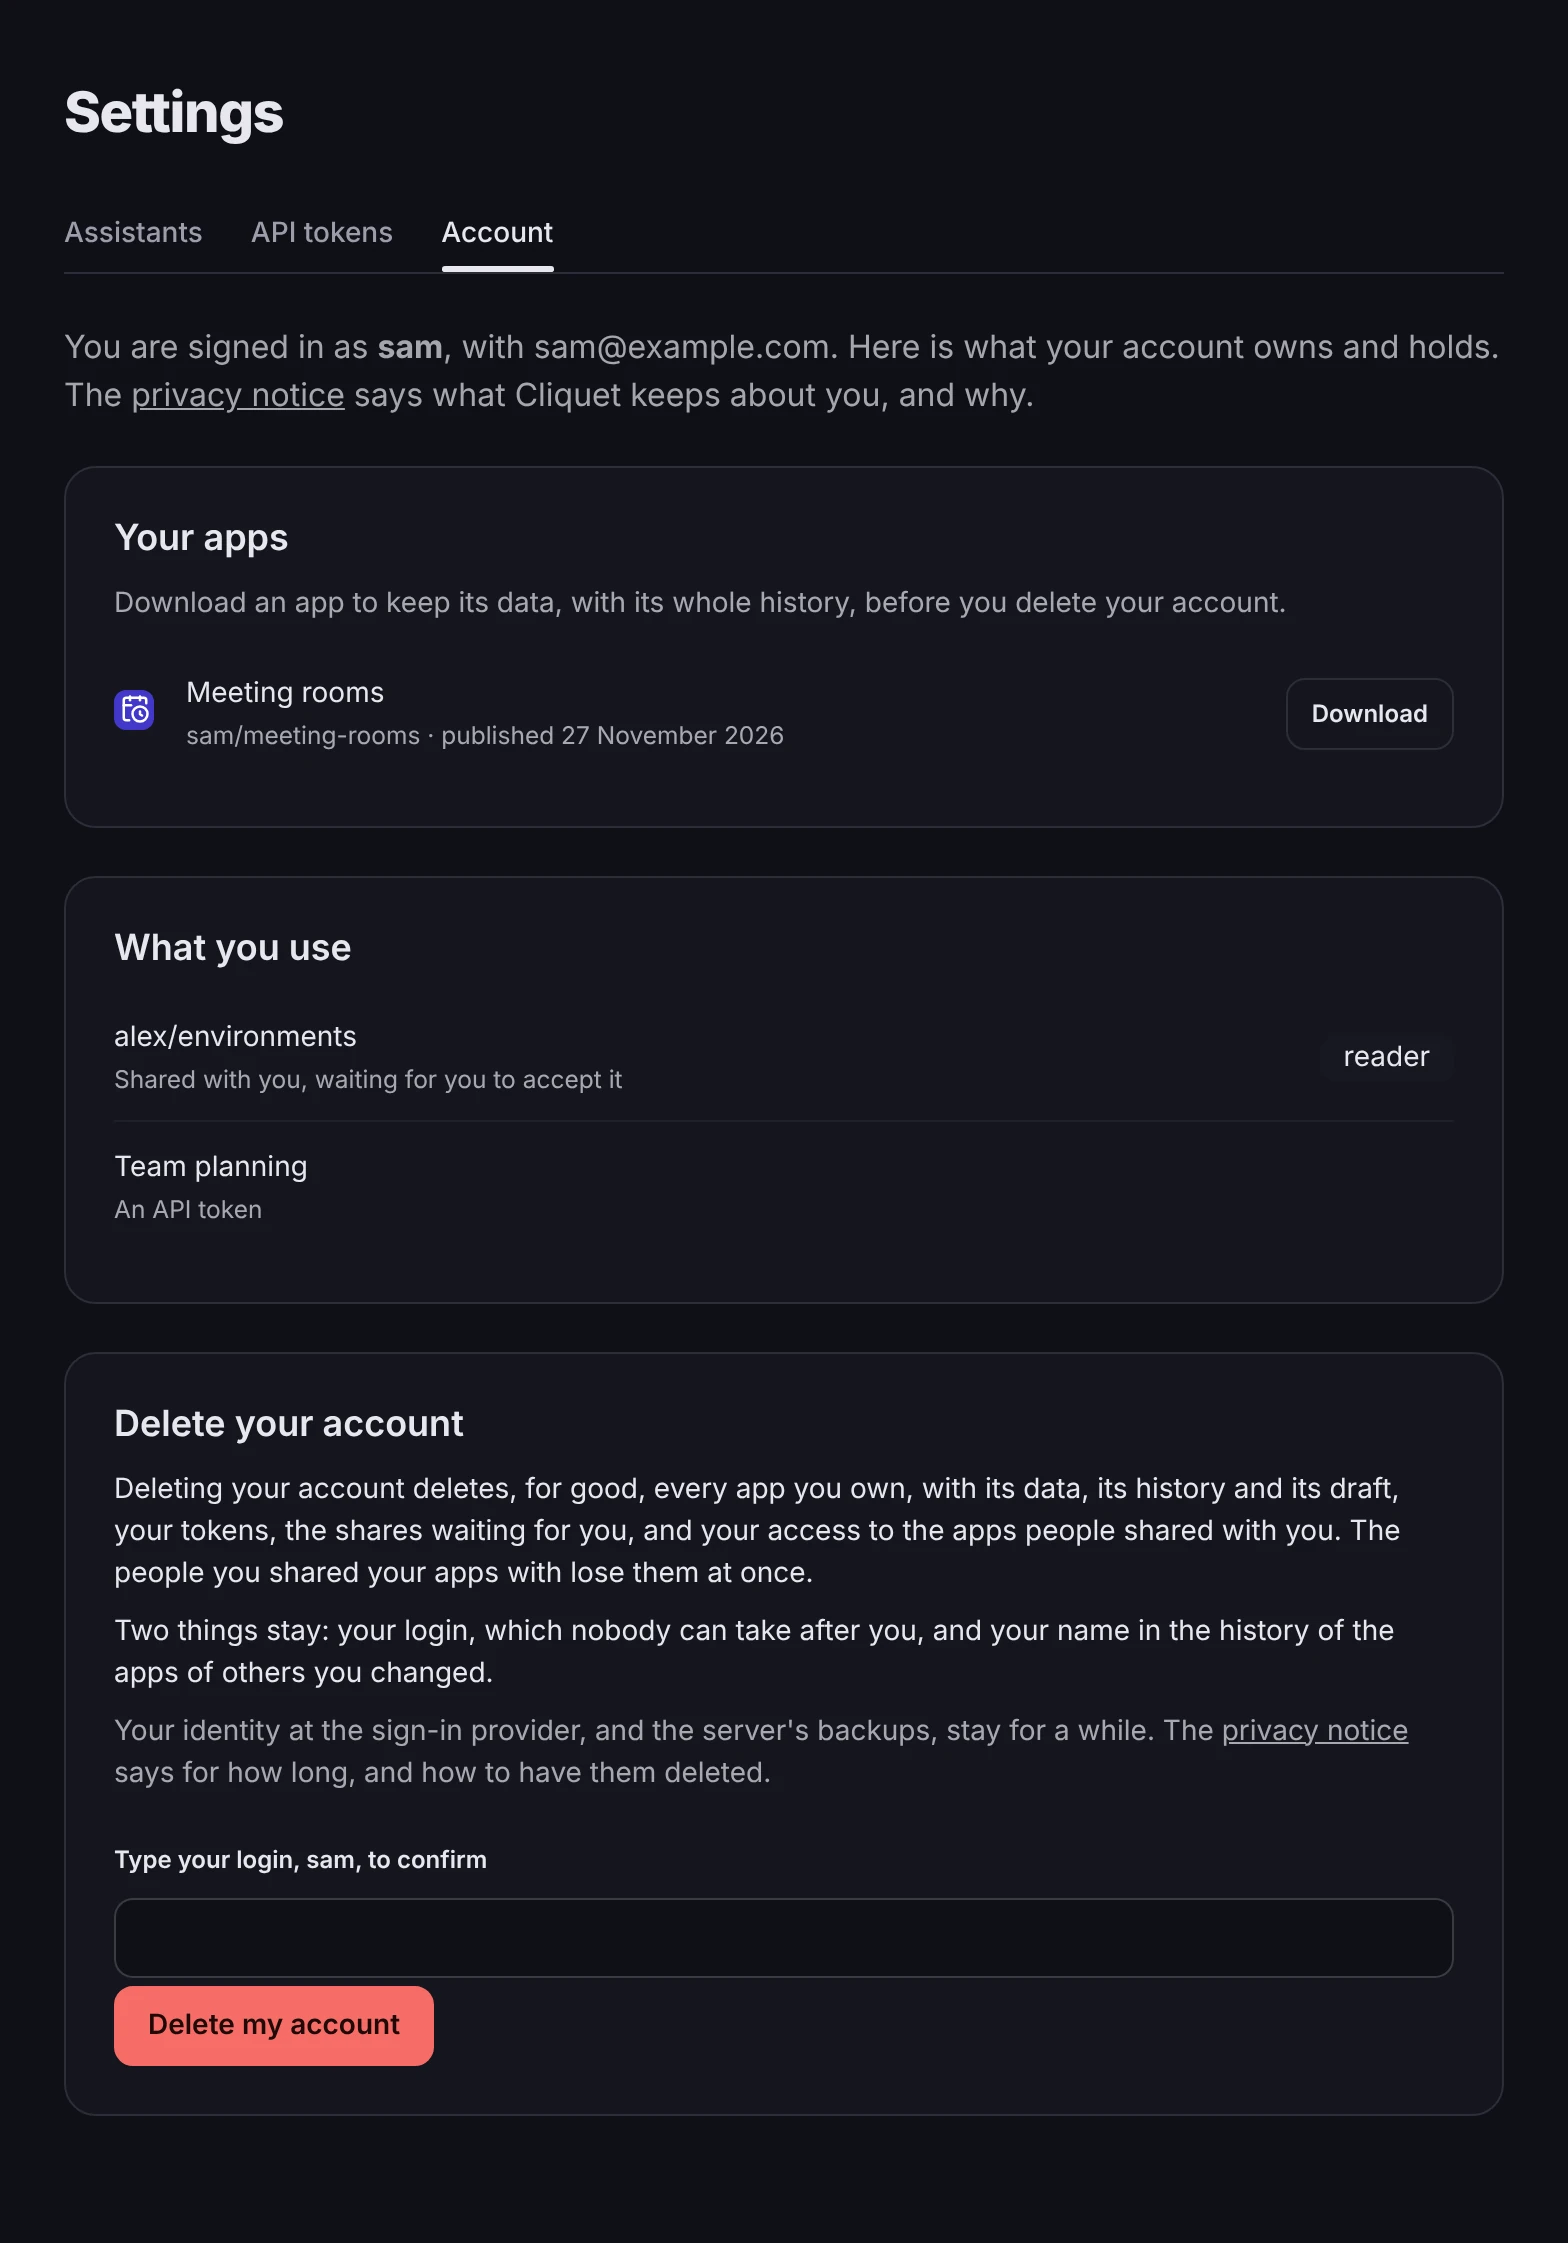 Settings
Assistants
API tokens
Account
You are signed in as sam, with sam@example.com. Here is what your account owns and holds.
The privacy notice says what Cliquet keeps about you, and why.
Your apps
Download an app to keep its data, with its whole history, before you delete your account.
Meeting rooms
sam/meeting-rooms · published 27 November 2026
Download
What you use
alex/environments
Shared with you, waiting for you to accept it
reader
Team planning
An API token
Delete your account
Deleting your account deletes, for good, every app you own, with its data, its history and its draft,
your tokens, the shares waiting for you, and your access to the apps people shared with you. The
people you shared your apps with lose them at once.
Two things stay: your login, which nobody can take after you, and your name in the history of the
apps of others you changed.
Your identity at the sign-in provider, and the server's backups, stay for a while. The privacy notice
says for how long, and how to have them deleted.
Type your login, sam, to confirm
Delete my account